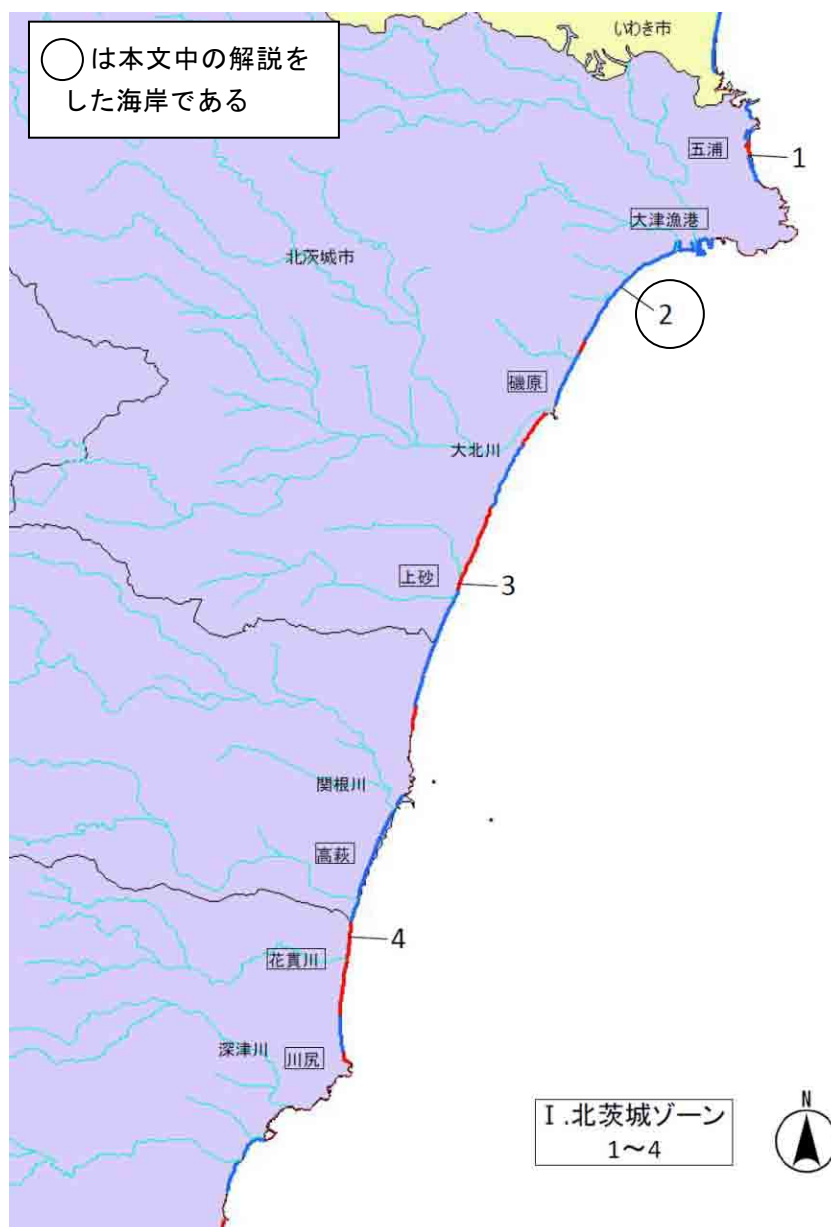 ◯は本文中の解説を
した海岸である
いわき市
五浦
1
大津漁港
北茨城市
2
磯原
大北川
上砂
3
関根川
高萩
4
花貫川
深津川
川尻
Ⅰ.北茨城ゾーン
1～4
N